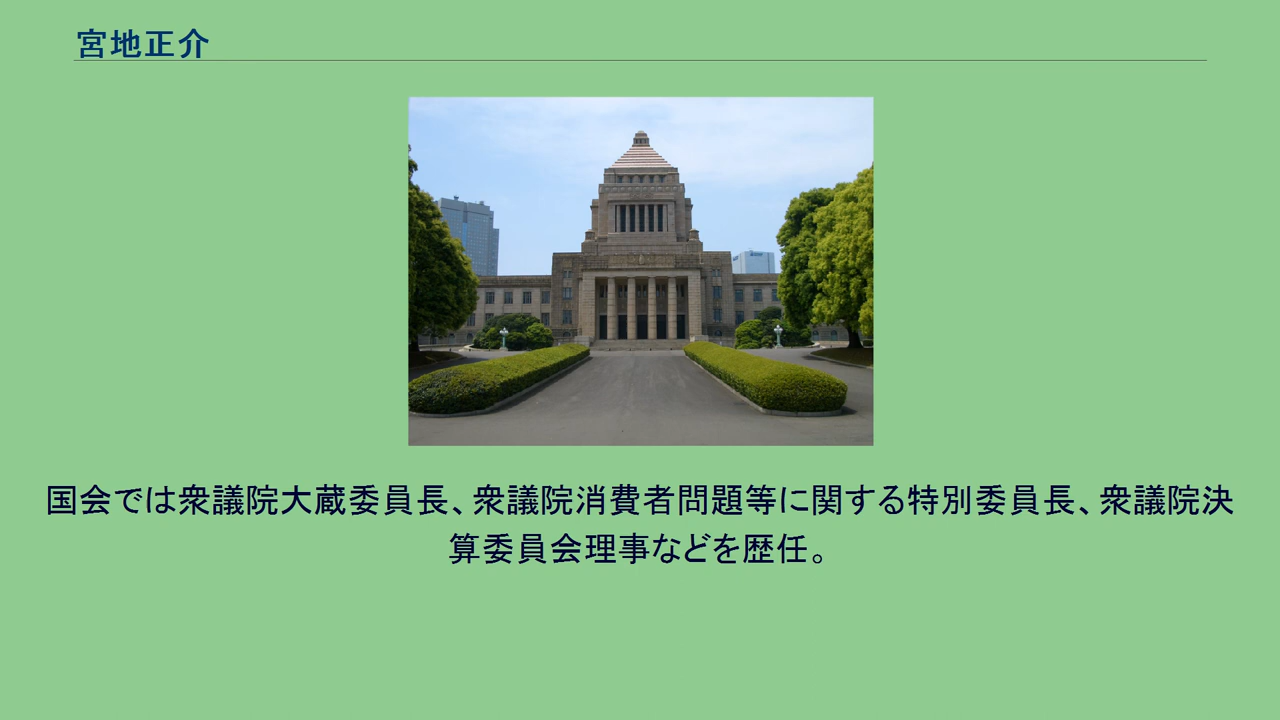 宮地正介
国会では衆議院大蔵委員長、衆議院消費者問題等に関する特別委員長、衆議院決
算委員会理事などを歴任。